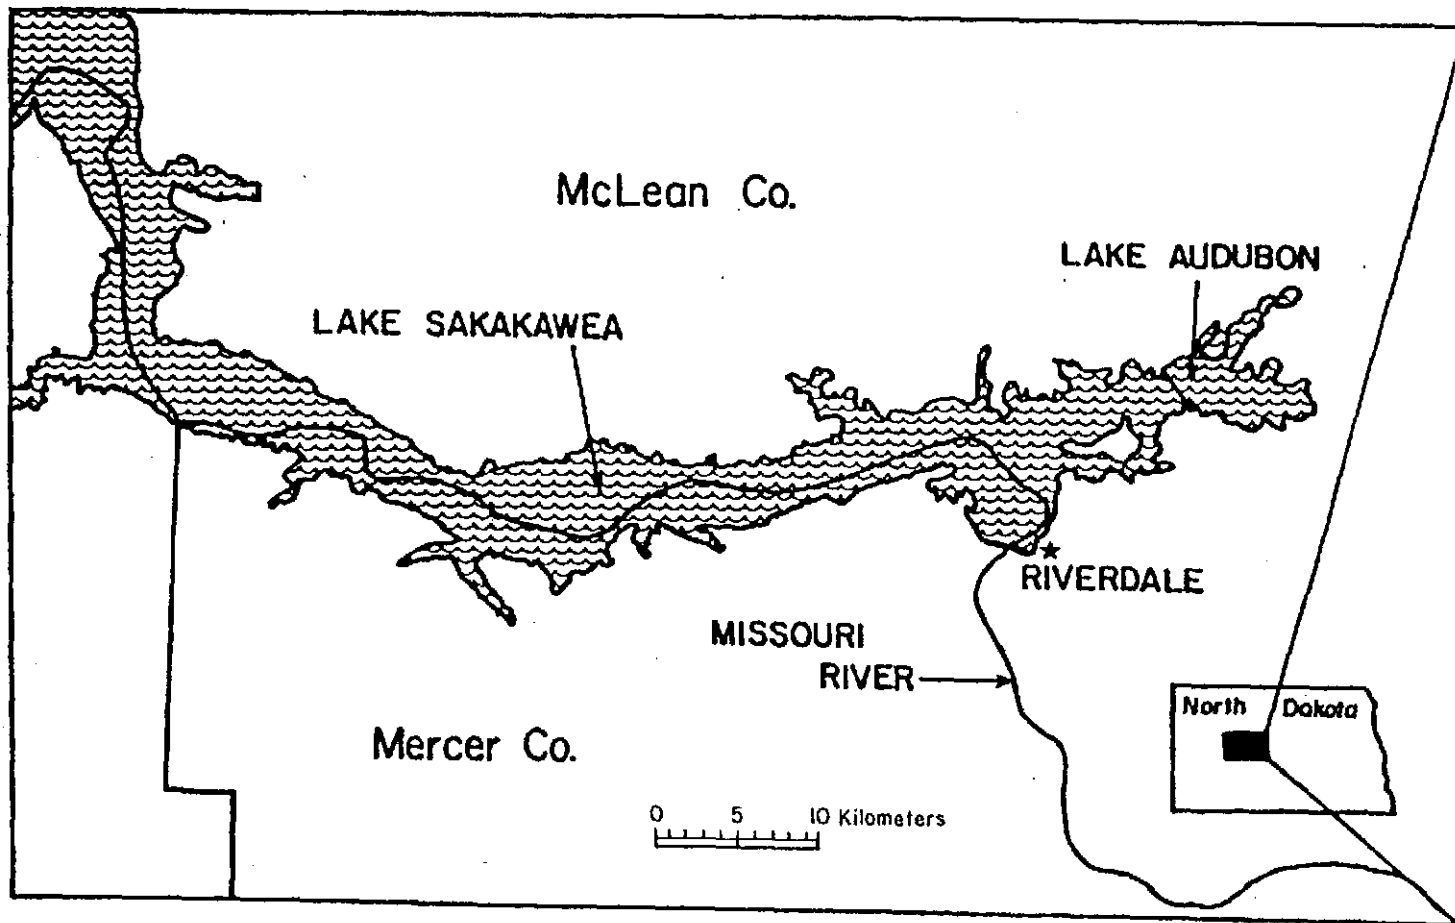 McLean Co.
LAKE AUDUBON
LAKE SAKAKAWEA
RIVERDALE
MISSOURI
RIVER
North Dakota
Mercer Co.
0 5 10 Kilometers